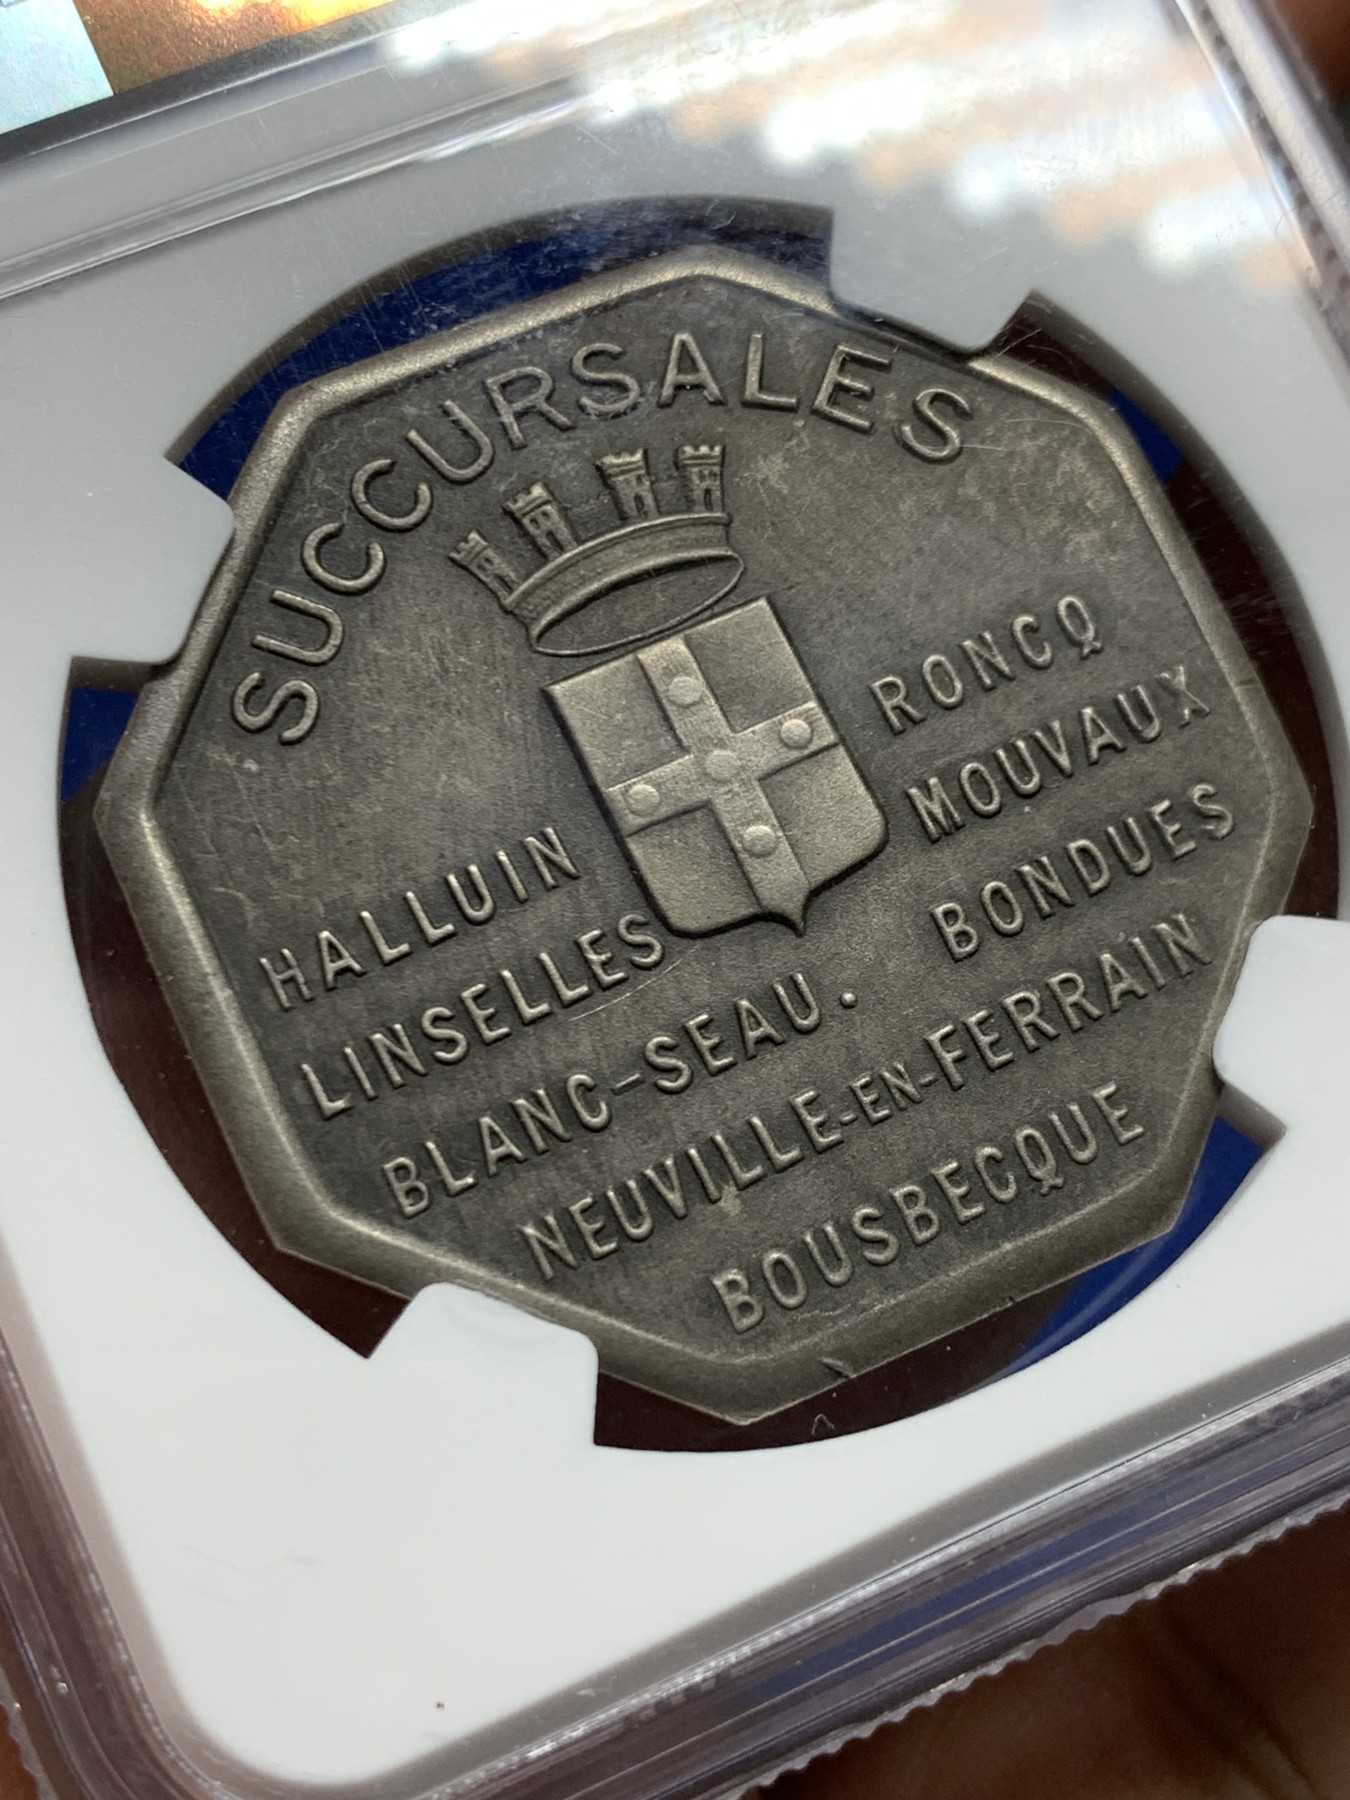 SUCCURSALES
RONCQ
HALLUIN MOUVAUX
LINSELLES BONDUES
BLANC-SEAU.
NEUVILLE-EN-FERRAIN
BOUSBECQUE